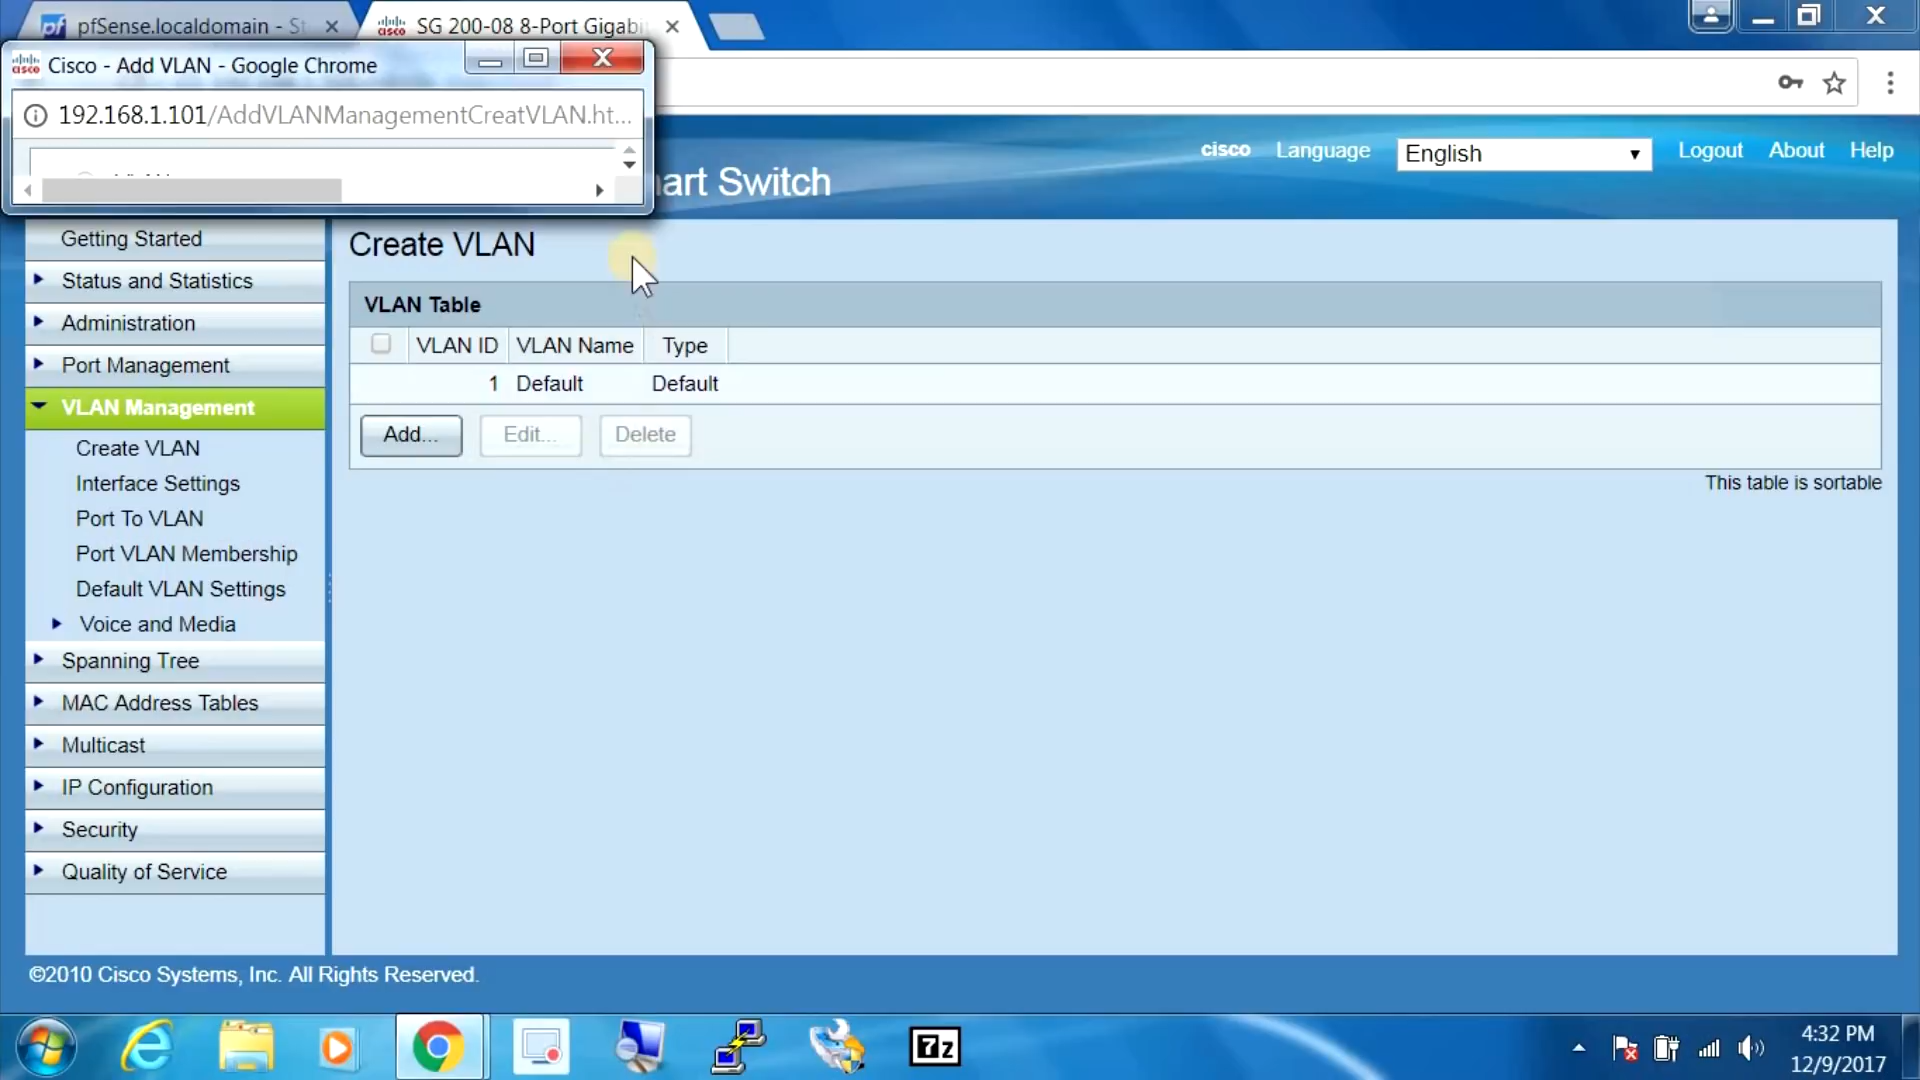 pfSense.localdomain - St
SG 200-08 8-Port Gigabi
Cisco - Add VLAN - Google Chrome
192.168.1.101/AddVLANManagementCreatVLAN.ht...
art Switch
cisco Language English Logout About Help
Getting Started
Status and Statistics
Administration
Port Management
VLAN Management
Create VLAN
Interface Settings
Port To VLAN
Port VLAN Membership
Default VLAN Settings
Voice and Media
Spanning Tree
MAC Address Tables
Multicast
IP Configuration
Security
Quality of Service
Create VLAN
VLAN Table
VLAN ID VLAN Name Type
1 Default Default
Add... Edit... Delete
This table is sortable
©2010 Cisco Systems, Inc. All Rights Reserved.
7z
4:32 PM
12/9/2017